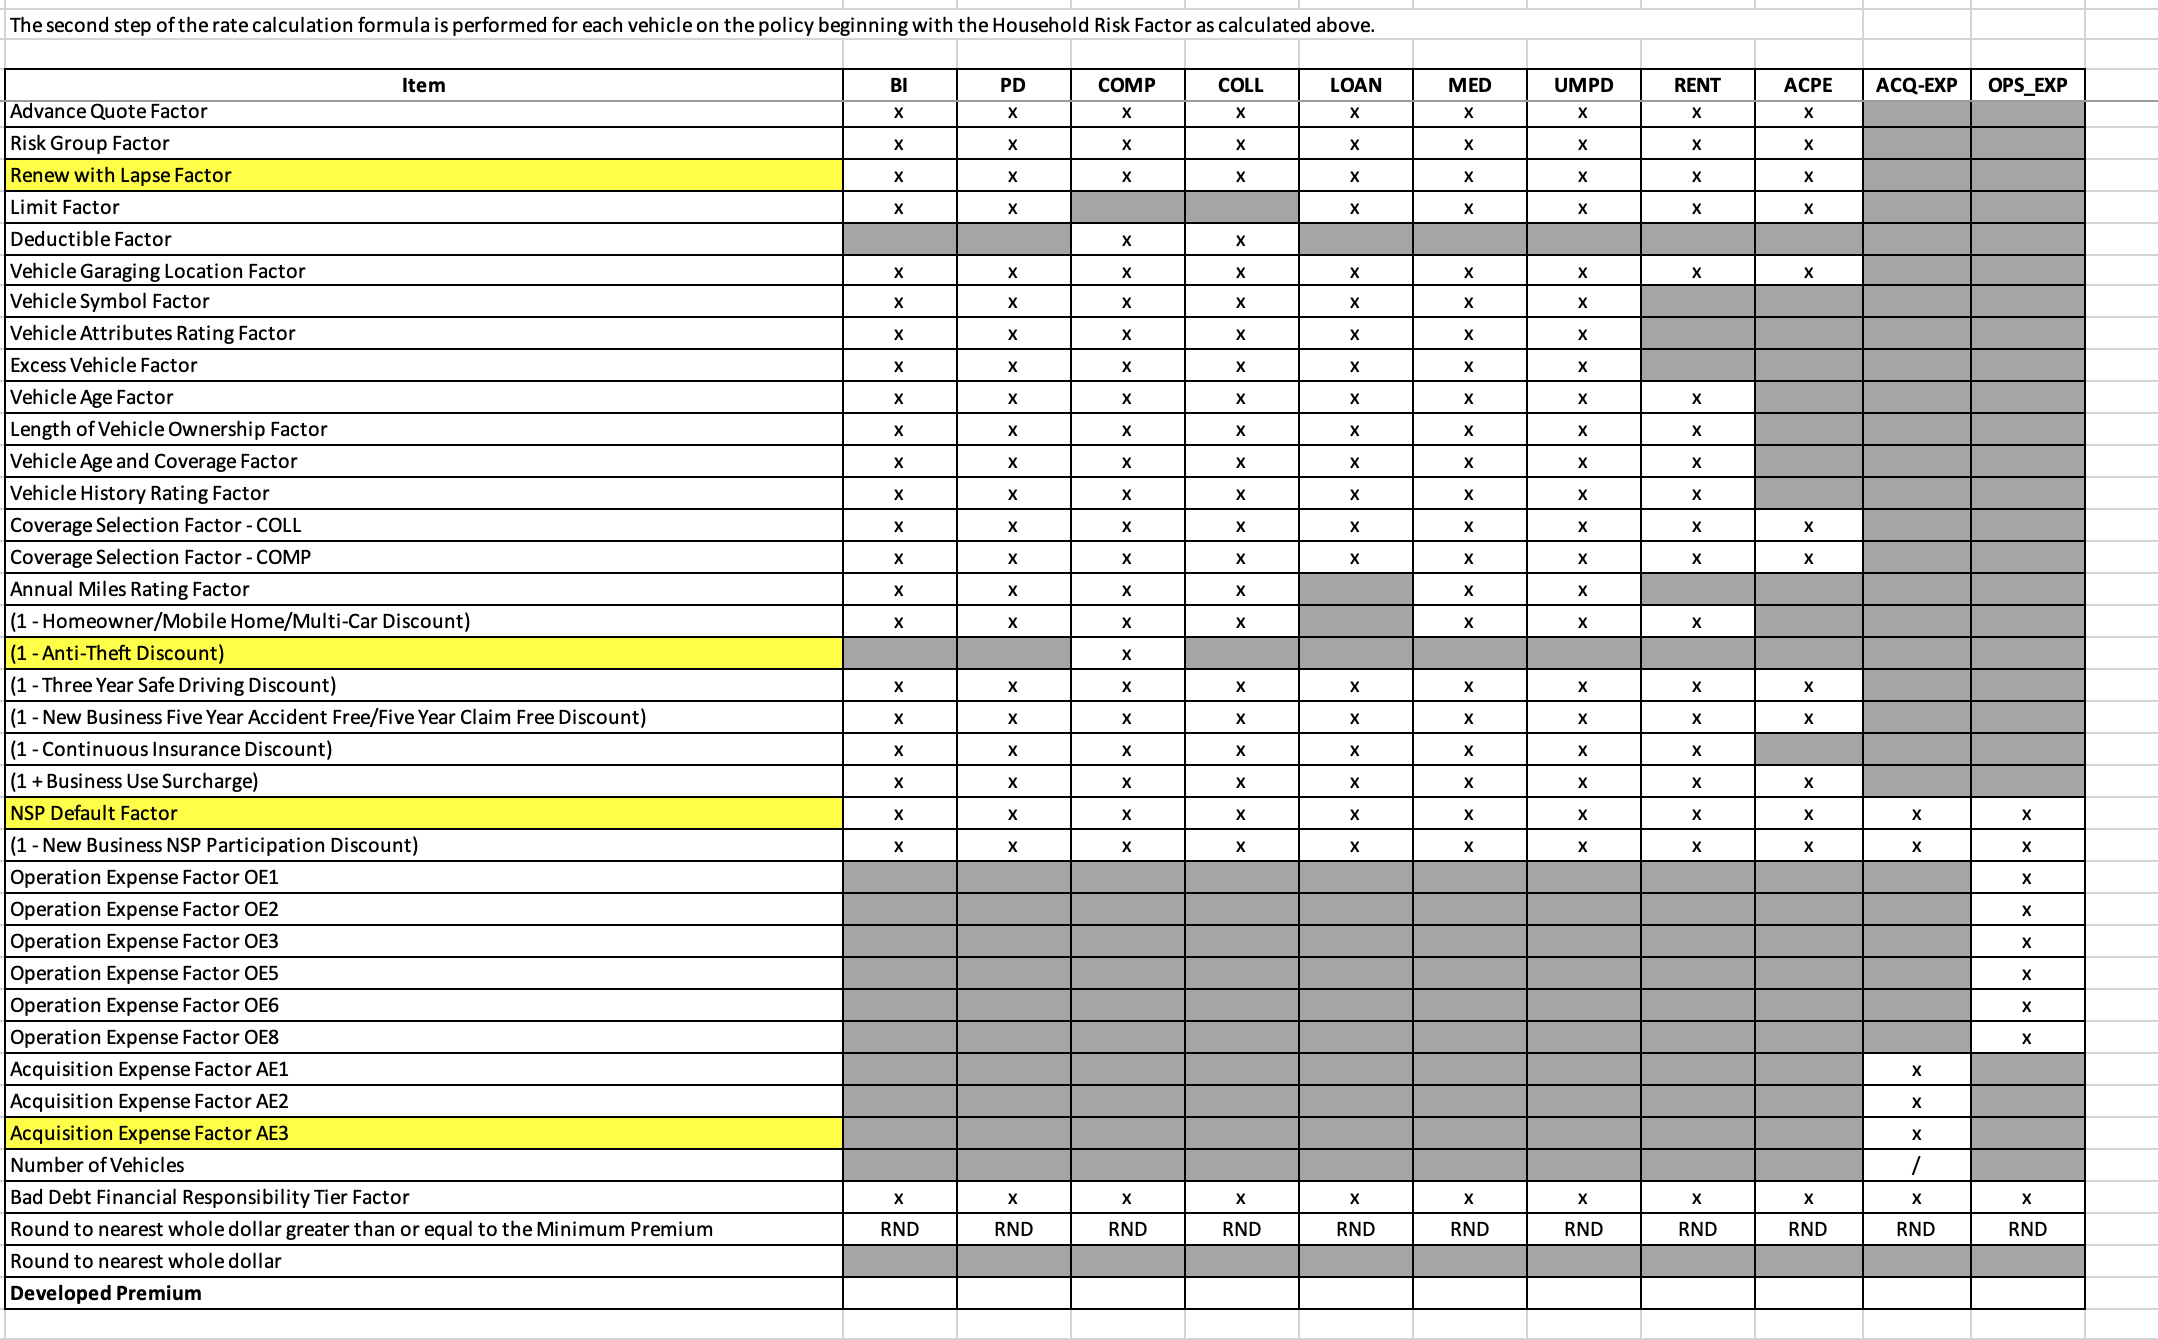 The second step of the rate calculation formula is performed for each vehicle on the policy beginning with the Household Risk Factor as calculated above.
Item BI PD COMP COLL LOAN MED UMPD RENT ACPE ACQ-EXP OPS_EXP
Advance Quote Factor x x x x x x x x x
Risk Group Factor x x x x x x x x x
Renew with Lapse Factor x x x x x x x x x
Limit Factor x x x x x x x
Deductible Factor x x
Vehicle Garaging Location Factor x x x x x x x x x
Vehicle Symbol Factor x x x x x x x
Vehicle Attributes Rating Factor x x x x x x x
Excess Vehicle Factor x x x x x x x
Vehicle Age Factor x x x x x x x x
Length of Vehicle Ownership Factor x x x x x x x x
Vehicle Age and Coverage Factor x x x x x x x x
Vehicle History Rating Factor x x x x x x x x
Coverage Selection Factor - COLL x x x x x x x x x
Coverage Selection Factor - COMP x x x x x x x x x
Annual Miles Rating Factor x x x x x x
(1 - Homeowner/Mobile Home/Multi-Car Discount) x x x x x x x
(1 - Anti-Theft Discount) x
(1 - Three Year Safe Driving Discount) x x x x x x x x x
(1 - New Business Five Year Accident Free/Five Year Claim Free Discount) x x x x x x x x x
(1 - Continuous Insurance Discount) x x x x x x x x
(1 + Business Use Surcharge) x x x x x x x x x
NSP Default Factor x x x x x x x x x x x
(1 - New Business NSP Participation Discount) x x x x x x x x x x x
Operation Expense Factor OE1 x
Operation Expense Factor OE2 x
Operation Expense Factor OE3 x
Operation Expense Factor OE5 x
Operation Expense Factor OE6 x
Operation Expense Factor OE8 x
Acquisition Expense Factor AE1 x
Acquisition Expense Factor AE2 x
Acquisition Expense Factor AE3 x
Number of Vehicles /
Bad Debt Financial Responsibility Tier Factor x x x x x x x x x x x
Round to nearest whole dollar greater than or equal to the Minimum Premium RND RND RND RND RND RND RND RND RND RND RND
Round to nearest whole dollar
Developed Premium